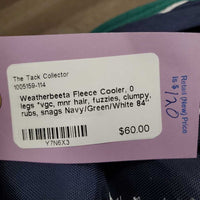 The Tack Collector
1005159-114
Weatherbeeta Fleece Cooler, 0
legs *vgc, mnr hair, fuzzies, clumpy,
rubs, snags Navy/Green/White 84"
$60.00
Y7N6X3
Retail (New) Price
is $120